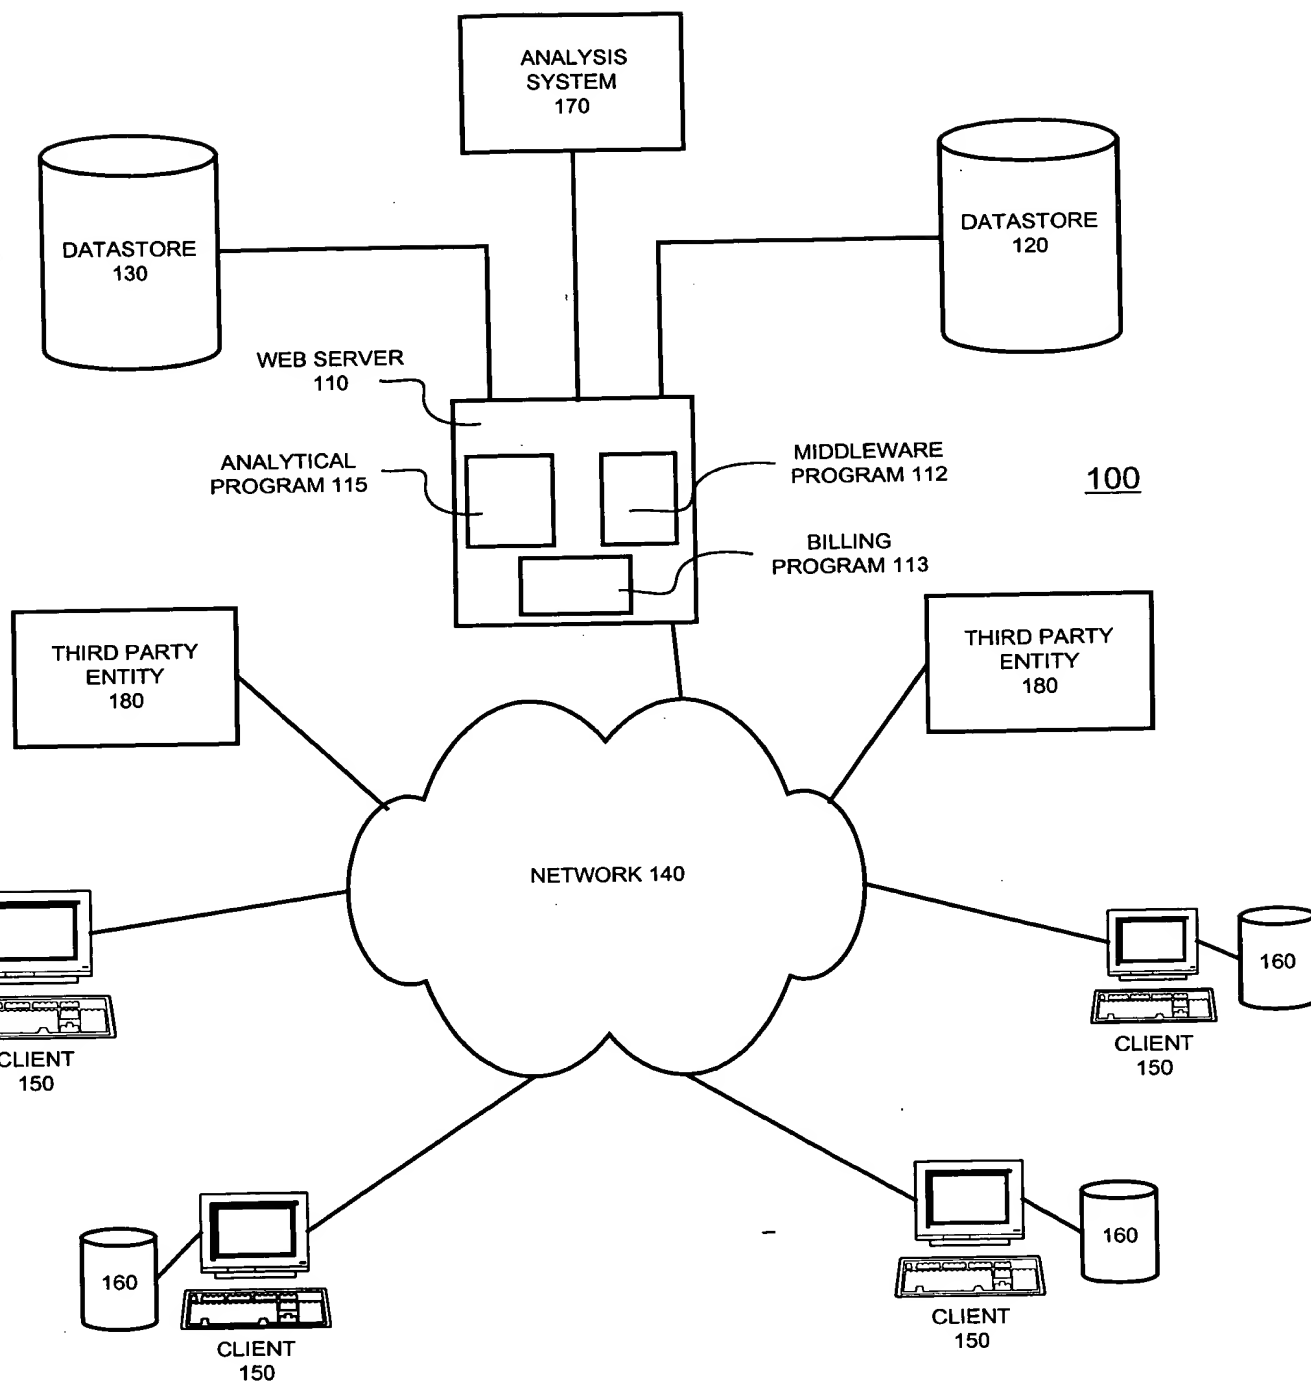 ANALYSIS
SYSTEM
170
DATASTORE
130
DATASTORE
120
WEB SERVER
110
ANALYTICAL
PROGRAM 115
MIDDLEWARE
PROGRAM 112
100
BILLING
PROGRAM 113
THIRD PARTY
ENTITY
180
THIRD PARTY
ENTITY
180
NETWORK 140
160
CLIENT
150
CLIENT
150
160
CLIENT
150
160
CLIENT
150